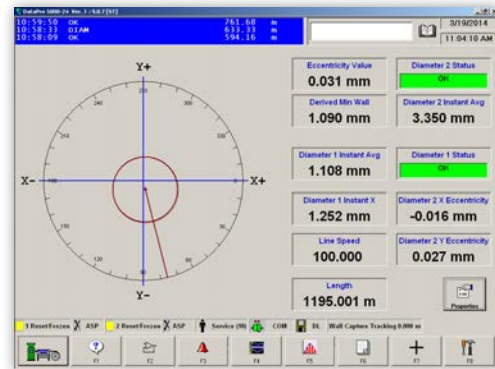 DataPro 5000-2+ Ver. 1 - 5.0.7 [ST]
10:59:50 OK 761.68 m
10:58:33 DIAM 633.33 m
10:58:09 OK 594.16 m
3/19/2014
11:04:10 AM
Y+
X-
X+
Y-
Eccentricity Value
0.031 mm
Diameter 2 Status
OK
Derived Min Wall
1.090 mm
Diameter 2 Instant Avg
3.350 mm
Diameter 1 Instant Avg
1.108 mm
Diameter 1 Status
OK
Diameter 1 Instant X
1.252 mm
Diameter 2 X Eccentricity
-0.016 mm
Line Speed
100.000
Diameter 2 Y Eccentricity
0.027 mm
Length
1195.001 m
Properties
1 Reset/Frozen ASP 2 Reset/Frozen ASP Service (99) COM DL Wall Capture Tracking 0.000 m
F1 F2 F3 F4 F5 F6 F7 F8